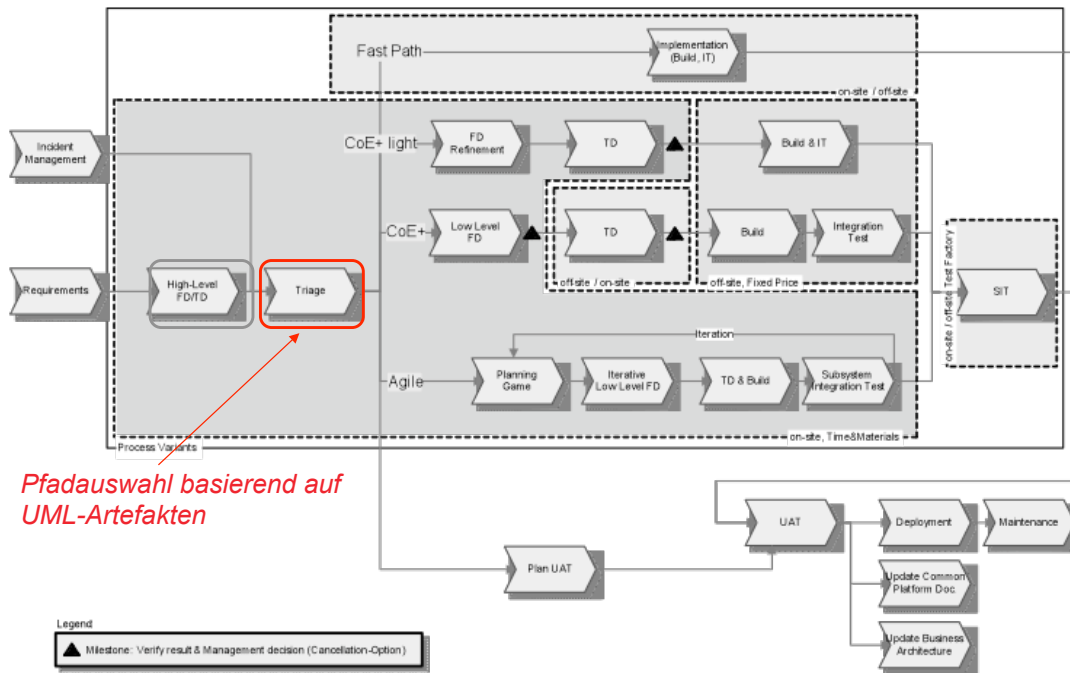 Fast Path
Implementation
(Build, IT)
on-site / off-site
Incident
Management
CoE+ light
FD
Refinement
TD
Build & IT
CoE+
Low Level
FD
TD
Build
Integration
Test
off-site / on-site
off-site, Fixed Price
Requirements
High-Level
FD/TD
Triage
SIT
on-site / off-site Test Factory
Iteration
Agile
Planning
Game
Iterative
Low Level FD
TD & Build
Subsystem
Integration Test
on-site, Time&Materials
Process Variants
Pfadauswahl basierend auf
UML-Artefakten
UAT
Deployment
Maintenance
Plan UAT
Update Common
Platform Doc.
Update Business
Architecture
Legend
Milestone: Verify result & Management decision (Cancellation-Option)